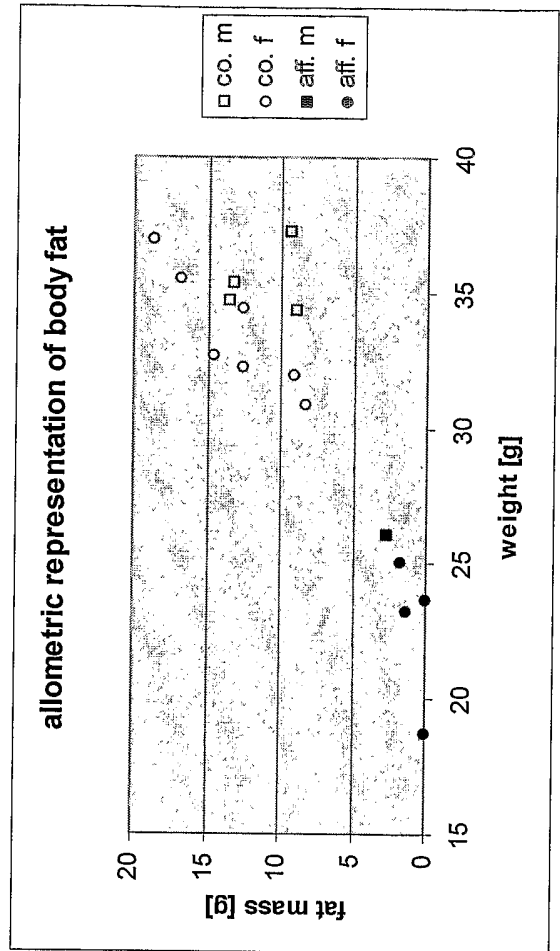 allometric representation of body fat
20
15
10
5
0
fat mass [g]
15
20
25
30
35
40
weight [g]
co. m
co. f
aff. m
aff. f